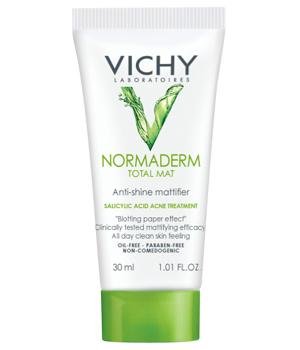 VICHY
LABORATOIRES
NORMADERM
TOTAL MAT
Anti-shine mattifier
SALICYLIC ACID ACNE TREATMENT
"Blotting paper effect"
Clinically tested mattifying efficacy
All day clean skin feeling
OIL-FREE - PARABEN-FREE
NON-COMEDOGENIC
30 ml 1.01 FL.OZ